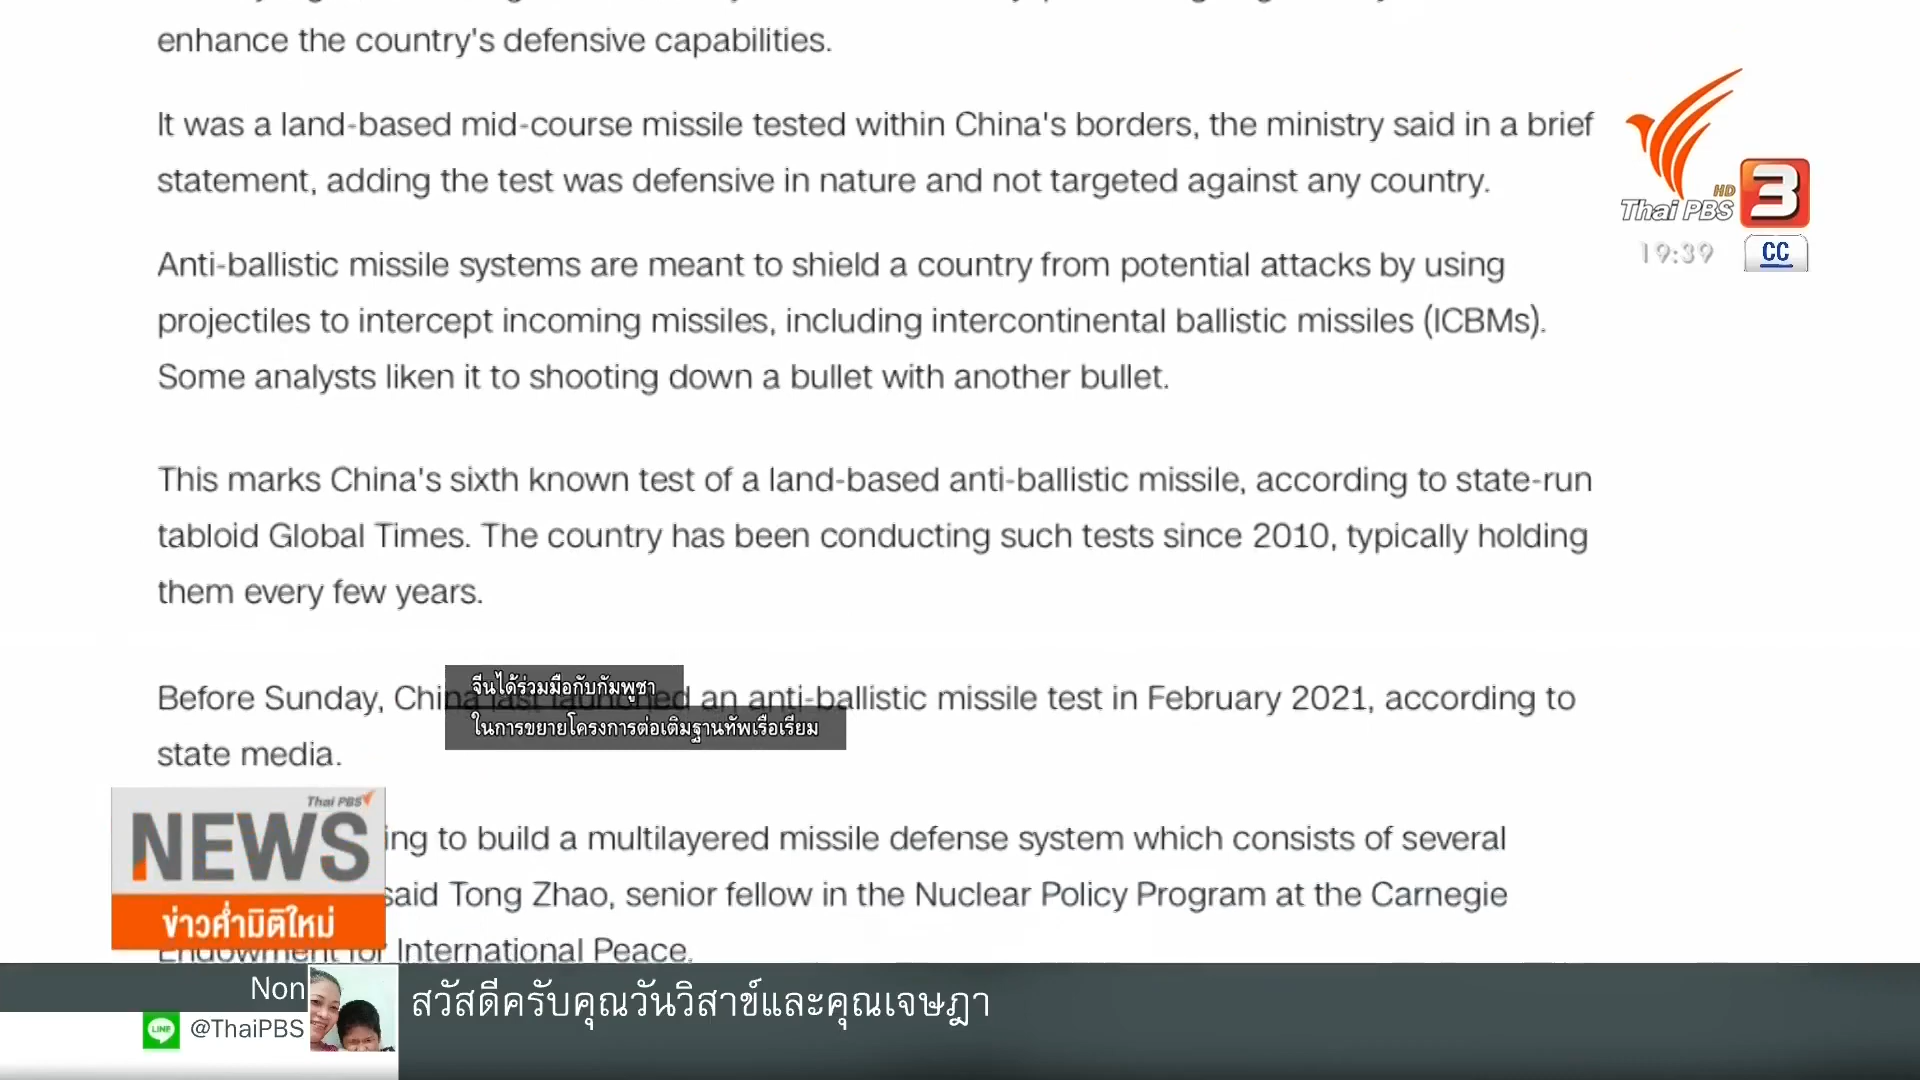 enhance the country's defensive capabilities.
It was a land-based mid-course missile tested within China's borders, the ministry said in a brief
statement, adding the test was defensive in nature and not targeted against any country.
HD
Thai PBS 3
19:39 CC
Anti-ballistic missile systems are meant to shield a country from potential attacks by using
projectiles to intercept incoming missiles, including intercontinental ballistic missiles (ICBMs).
Some analysts liken it to shooting down a bullet with another bullet.
This marks China's sixth known test of a land-based anti-ballistic missile, according to state-run
tabloid Global Times. The country has been conducting such tests since 2010, typically holding
them every few years.
จีนได้ร่วมมือกับกัมพูชา
Before Sunday, China last launched an anti-ballistic missile test in February 2021, according to
ในการขยายโครงการต่อเติมฐานทัพเรือเรียม
state media.
Thai PBS
NEWS
ข่าวค่ำมิติใหม่
ing to build a multilayered missile defense system which consists of several
said Tong Zhao, senior fellow in the Nuclear Policy Program at the Carnegie
Endowment for International Peace.
Non
สวัสดีครับคุณวันวิสาข์และคุณเจษฎา
LINE @ThaiPBS